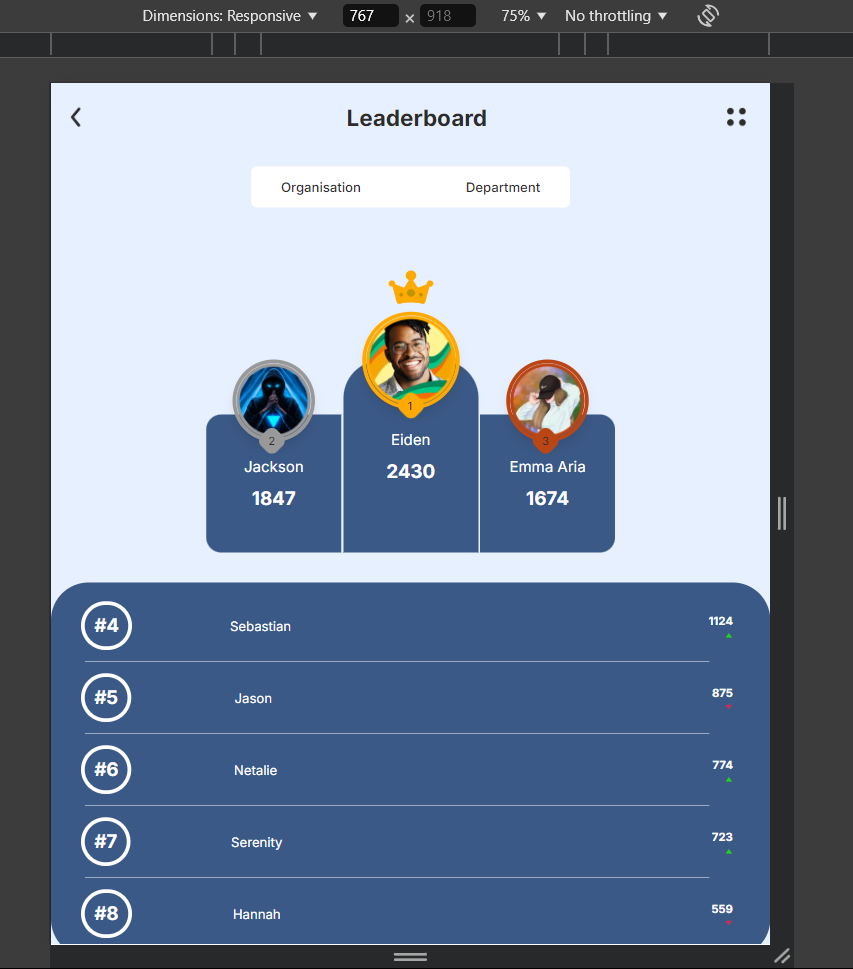 Dimensions: Responsive ▼ 767 × 918 75% ▼ No throttling ▼
Leaderboard
Organisation Department
1
2
3
Eiden
2430
Jackson
1847
Emma Aria
1674
#4 Sebastian 1124
#5 Jason 875
#6 Netalie 774
#7 Serenity 723
#8 Hannah 559